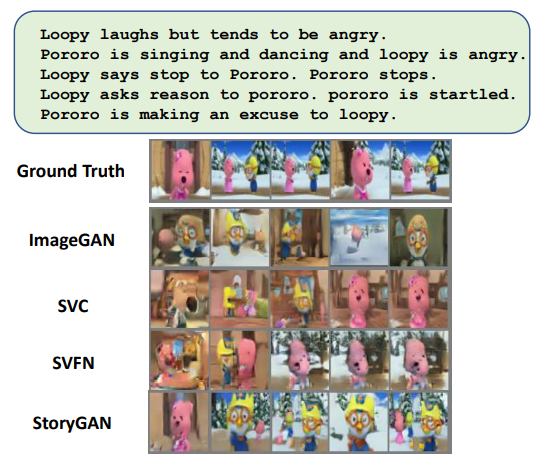 Loopy laughs but tends to be angry.
Pororo is singing and dancing and loopy is angry.
Loopy says stop to Pororo. Pororo stops.
Loopy asks reason to pororo. pororo is startled.
Pororo is making an excuse to loopy.
Ground Truth
ImageGAN
SVC
SVFN
StoryGAN